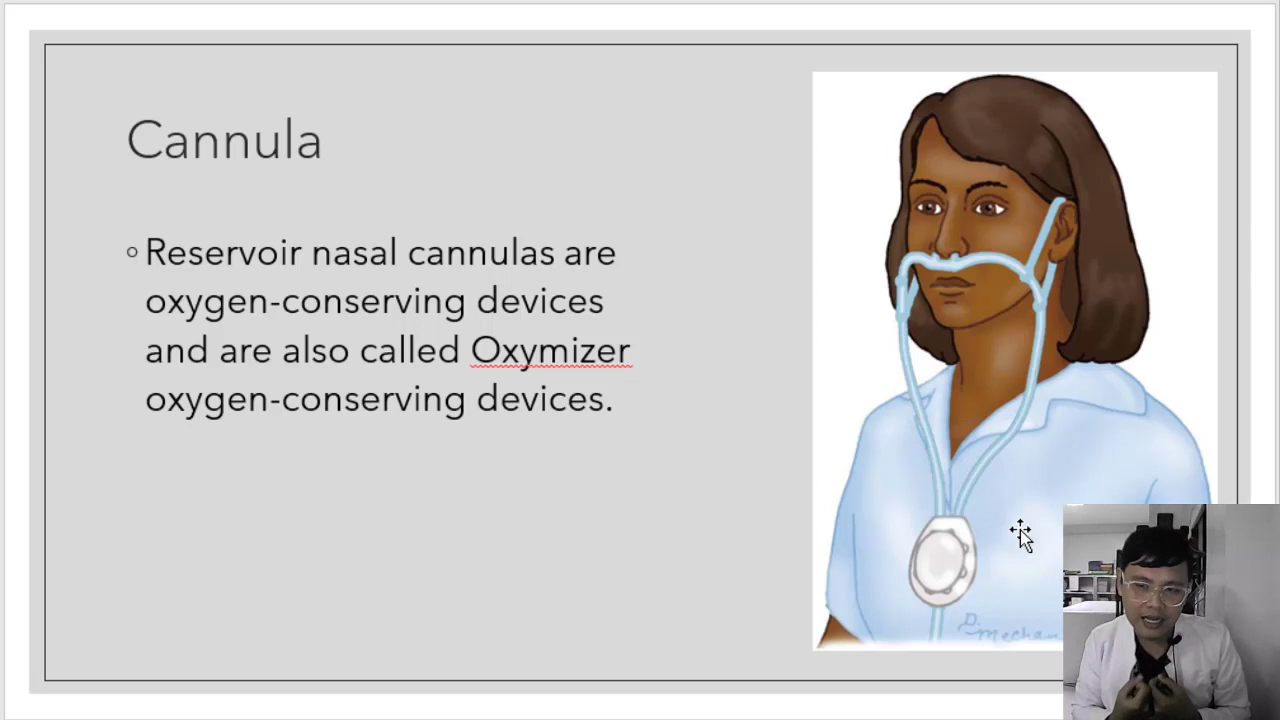 Cannula
Reservoir nasal cannulas are
oxygen-conserving devices
and are also called Oxymizer
oxygen-conserving devices.
D.